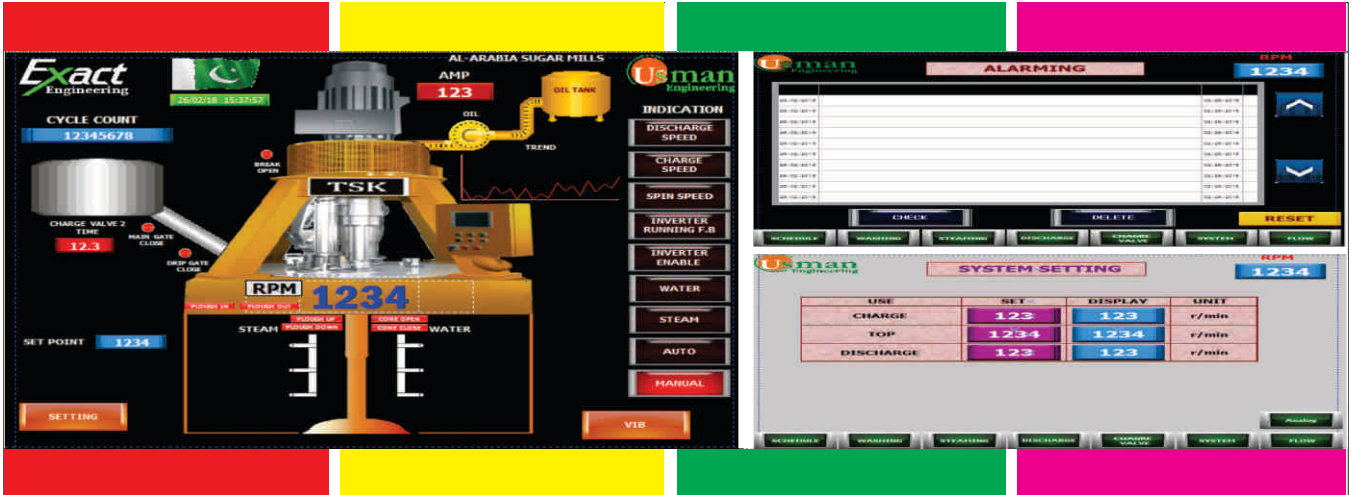 Exact
Engineering
26/02/18 15:37:57
AL-ARABIA SUGAR MILLS
AMP
123
OIL TANK
OIL
TREND
Usman
Engineering
CYCLE COUNT
12345678
BREAK
OPEN
TSK
CHARGE VALVE 2
TIME
12.3
MAIN GATE
CLOSE
DRIP GATE
CLOSE
RPM
1234
PLOUGH IN
PLOUGH OUT
PLOUGH UP
PLOUGH DOWN
CONE OPEN
CONE CLOSE
STEAM
WATER
SET POINT
1234
SETTING
VIB
INDICATION
DISCHARGE
SPEED
CHARGE
SPEED
SPIN SPEED
INVERTER
RUNNING F.B
INVERTER
ENABLE
WATER
STEAM
AUTO
MANUAL
Usman
Engineering
ALARMING
RPM
1234
CHECK
DELETE
RESET
SCHEDULE
WASHING
STEAMING
DISCHARGE
CHAGRE
VALVE
SYSTEM
FLOW
Usman
Engineering
SYSTEM SETTING
RPM
1234
USE SET DISPLAY UNIT
CHARGE 123 123 r/min
TOP 1234 1234 r/min
DISCHARGE 123 123 r/min
Analog
SCHEDULE
WASHING
STEAMING
DISCHARGE
CHAGRE
VALVE
SYSTEM
FLOW